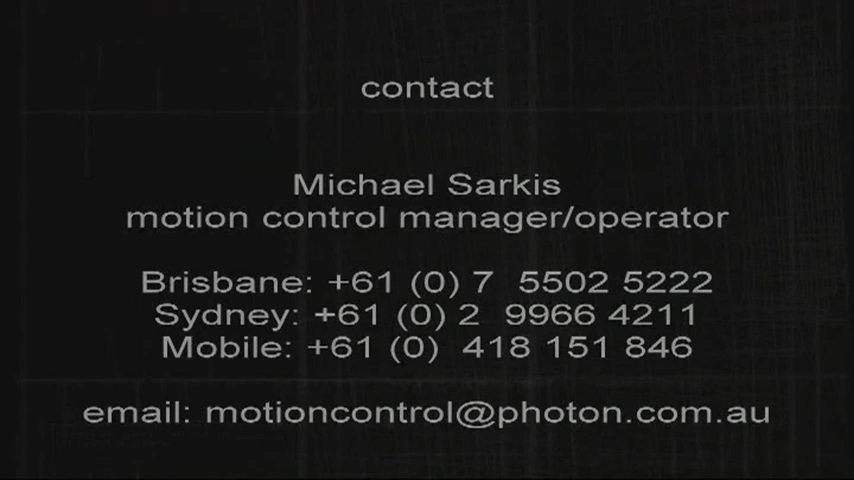 contact
Michael Sarkis
motion control manager/operator
Brisbane: +61 (0) 7 5502 5222
Sydney: +61 (0) 2 9966 4211
Mobile: +61 (0) 418 151 846
email: motioncontrol@photon.com.au